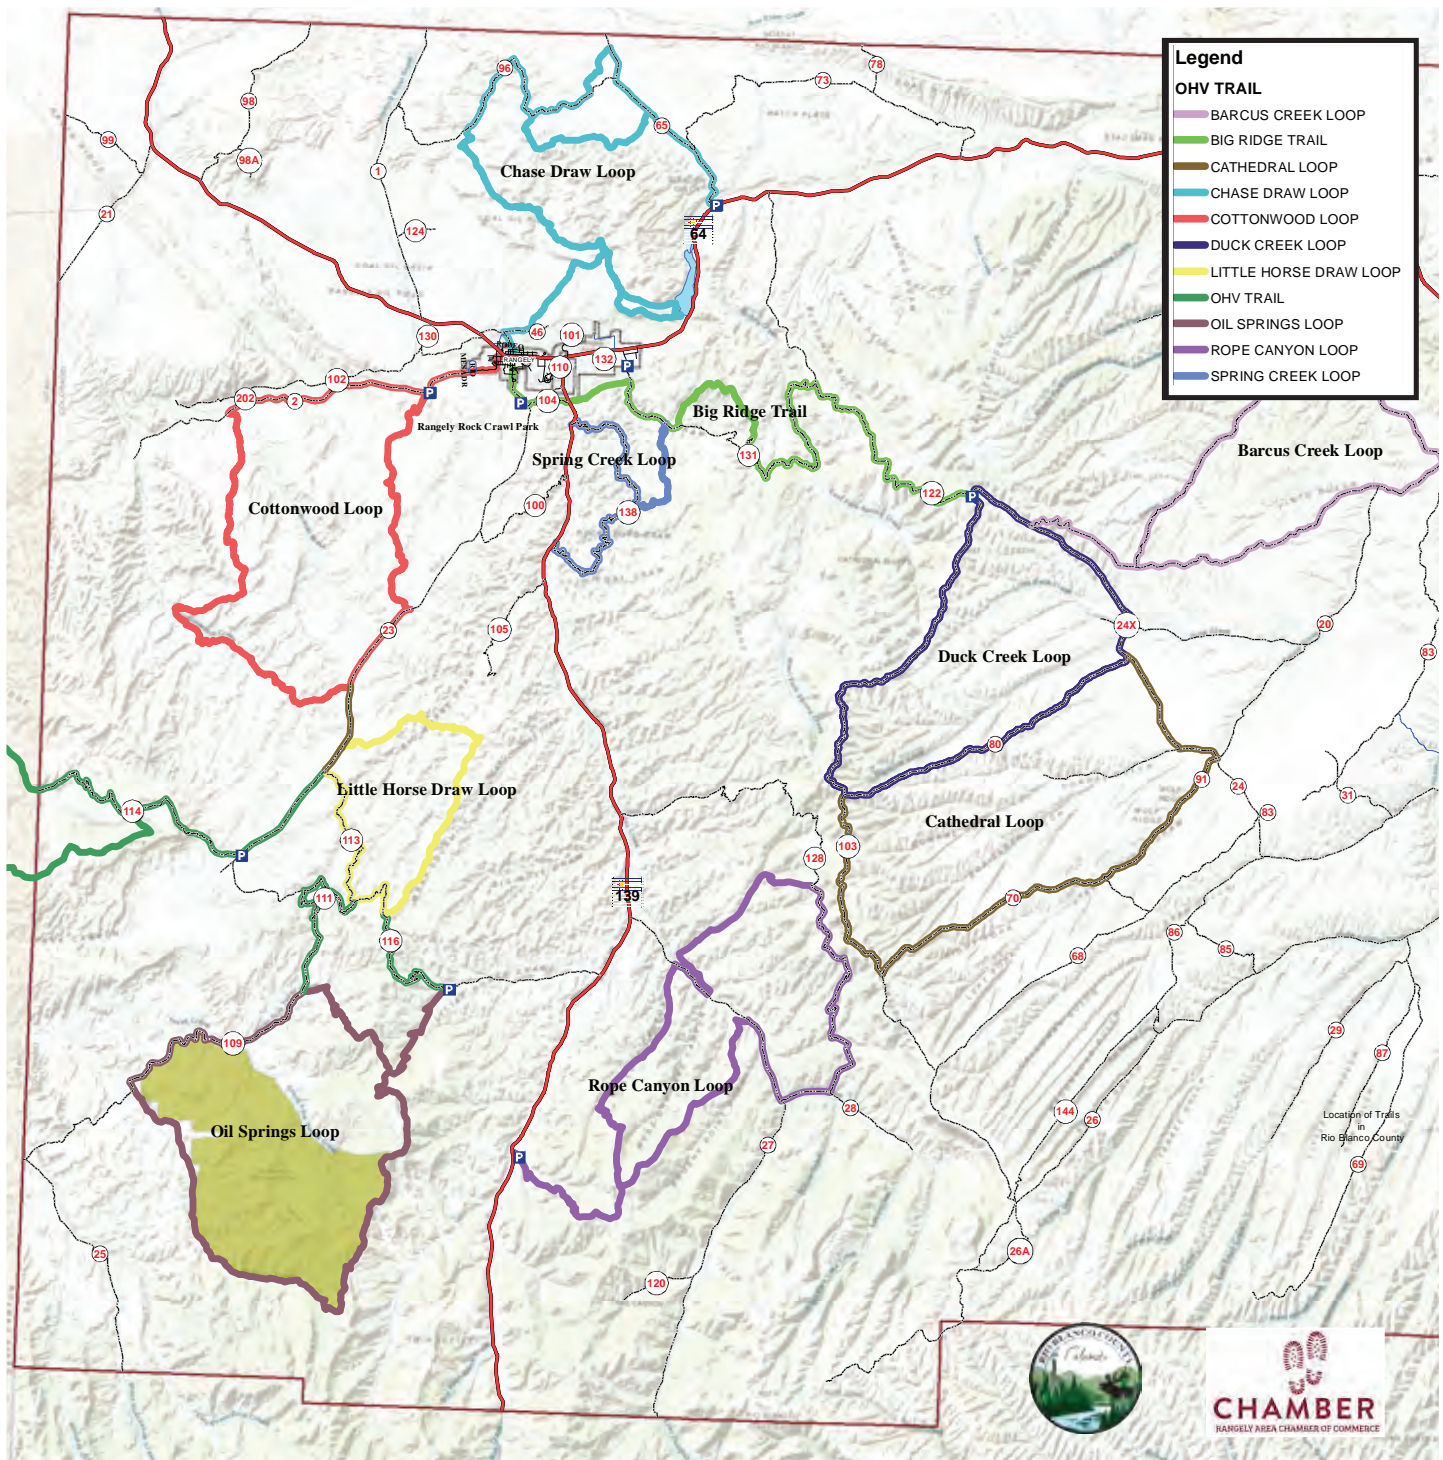 Legend
OHV TRAIL
BARCUS CREEK LOOP
BIG RIDGE TRAIL
CATHEDRAL LOOP
CHASE DRAW LOOP
COTTONWOOD LOOP
DUCK CREEK LOOP
LITTLE HORSE DRAW LOOP
OHV TRAIL
OIL SPRINGS LOOP
ROPE CANYON LOOP
SPRING CREEK LOOP
96
78
73
98
65
99
98A
Chase Draw Loop
1
21
P
124
64
130
46
101
RANGELY
132
110
P
102
202
2
P
P
104
Big Ridge Trail
Rangely Rock Crawl Park
Spring Creek Loop
131
Barcus Creek Loop
122
P
100
138
Cottonwood Loop
23
105
24X
20
83
Duck Creek Loop
80
Little Horse Draw Loop
91
24
31
114
83
Cathedral Loop
113
103
P
128
139
111
70
116
86
85
68
P
109
29
87
Rope Canyon Loop
28
144
26
Location of Trails
in
Rio Blanco County
Oil Springs Loop
27
P
69
25
26A
120
RIO BLANCO COUNTY
Colorado
CHAMBER
RANGELY AREA CHAMBER OF COMMERCE